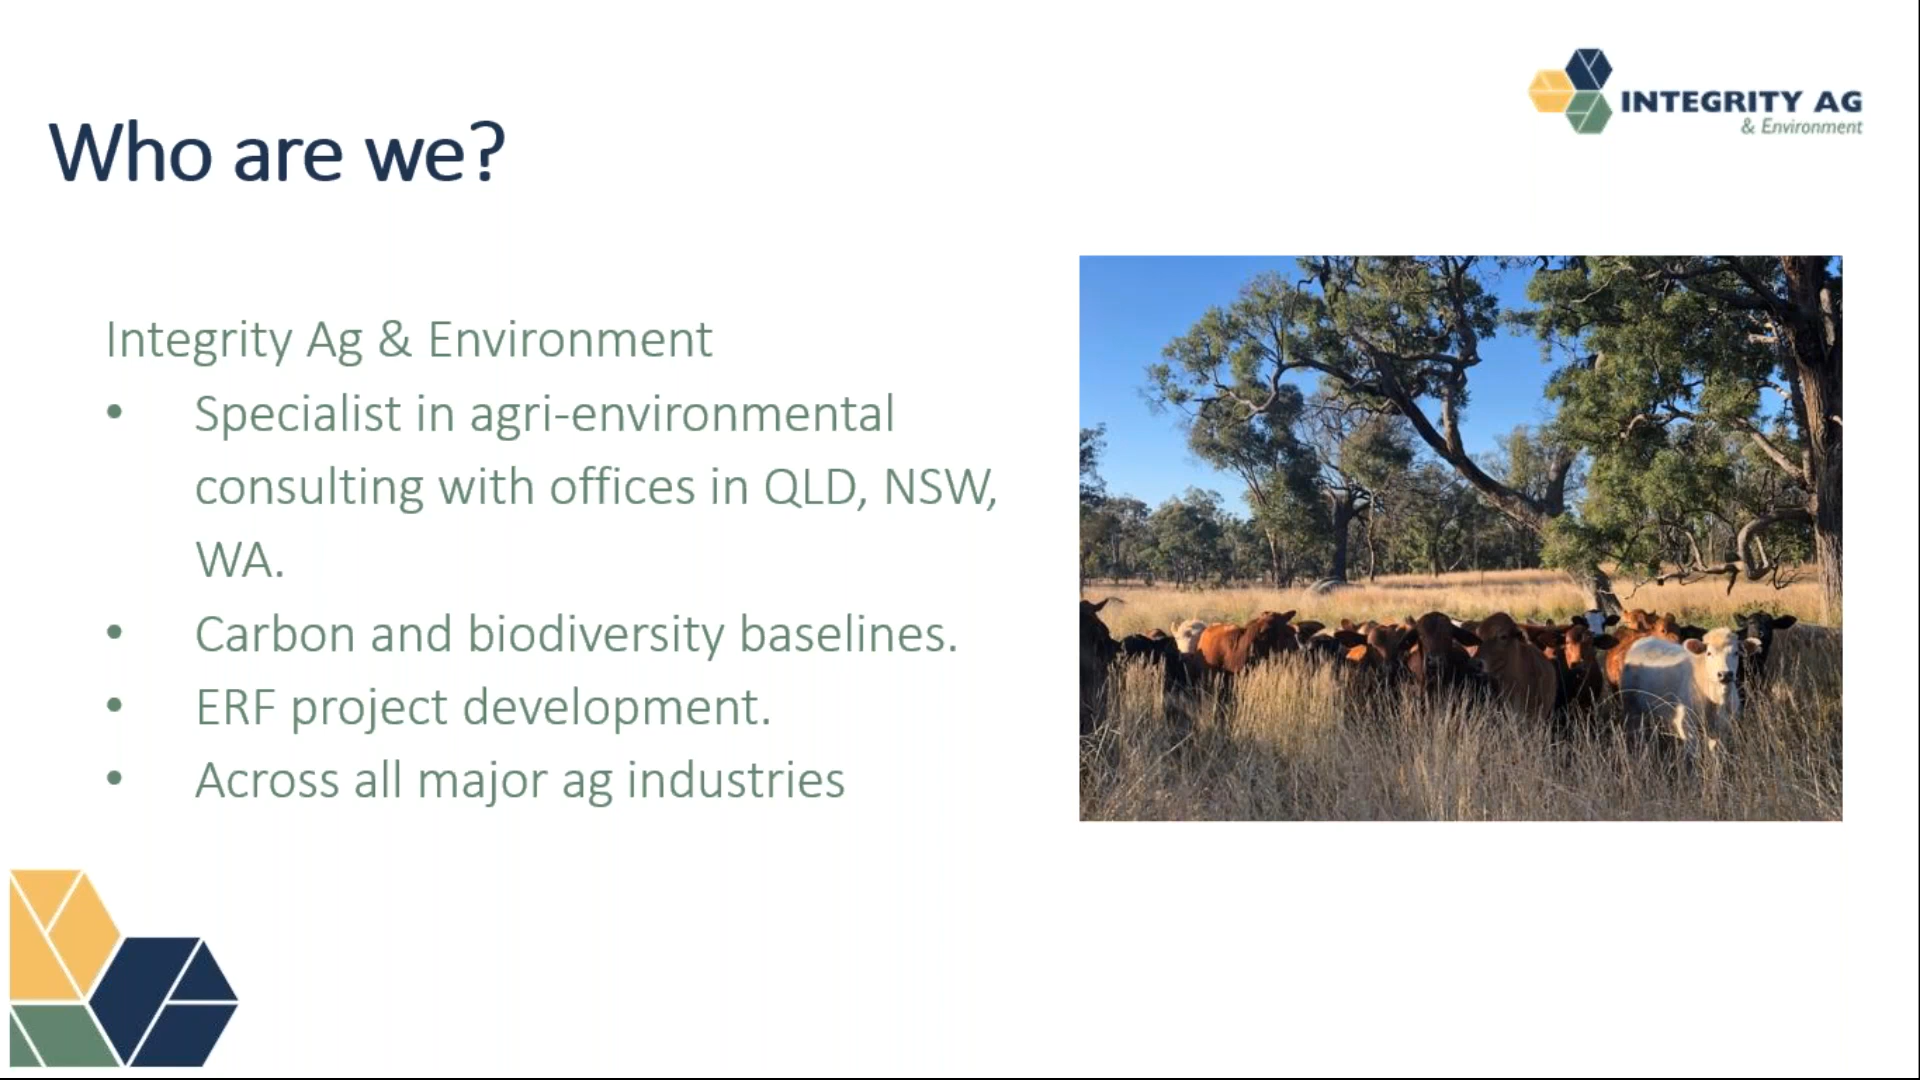 INTEGRITY AG
& Environment
Who are we?
Integrity Ag & Environment
• Specialist in agri-environmental
consulting with offices in QLD, NSW,
WA.
• Carbon and biodiversity baselines.
• ERF project development.
• Across all major ag industries